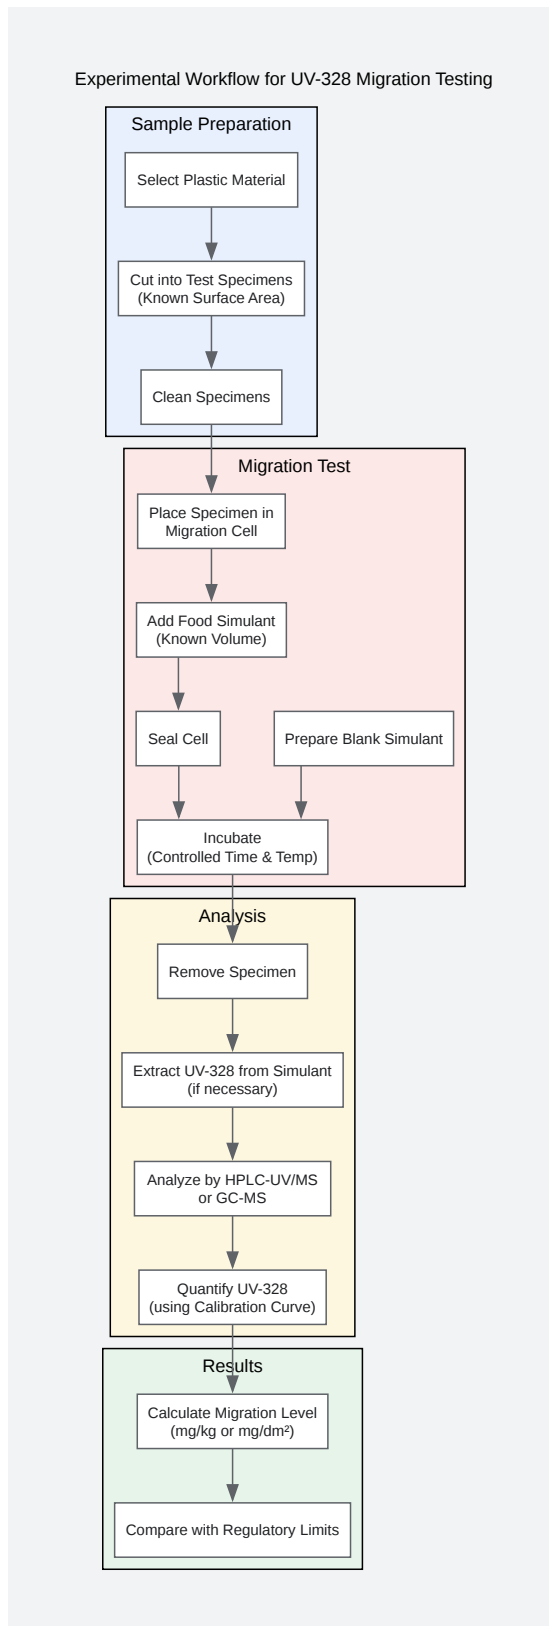 Experimental Workflow for UV-328 Migration Testing
Sample Preparation
Select Plastic Material
Cut into Test Specimens
(Known Surface Area)
Clean Specimens
Migration Test
Place Specimen in
Migration Cell
Add Food Simulant
(Known Volume)
Seal Cell
Prepare Blank Simulant
Incubate
(Controlled Time & Temp)
Analysis
Remove Specimen
Extract UV-328 from Simulant
(if necessary)
Analyze by HPLC-UV/MS
or GC-MS
Quantify UV-328
(using Calibration Curve)
Results
Calculate Migration Level
(mg/kg or mg/dm²)
Compare with Regulatory Limits